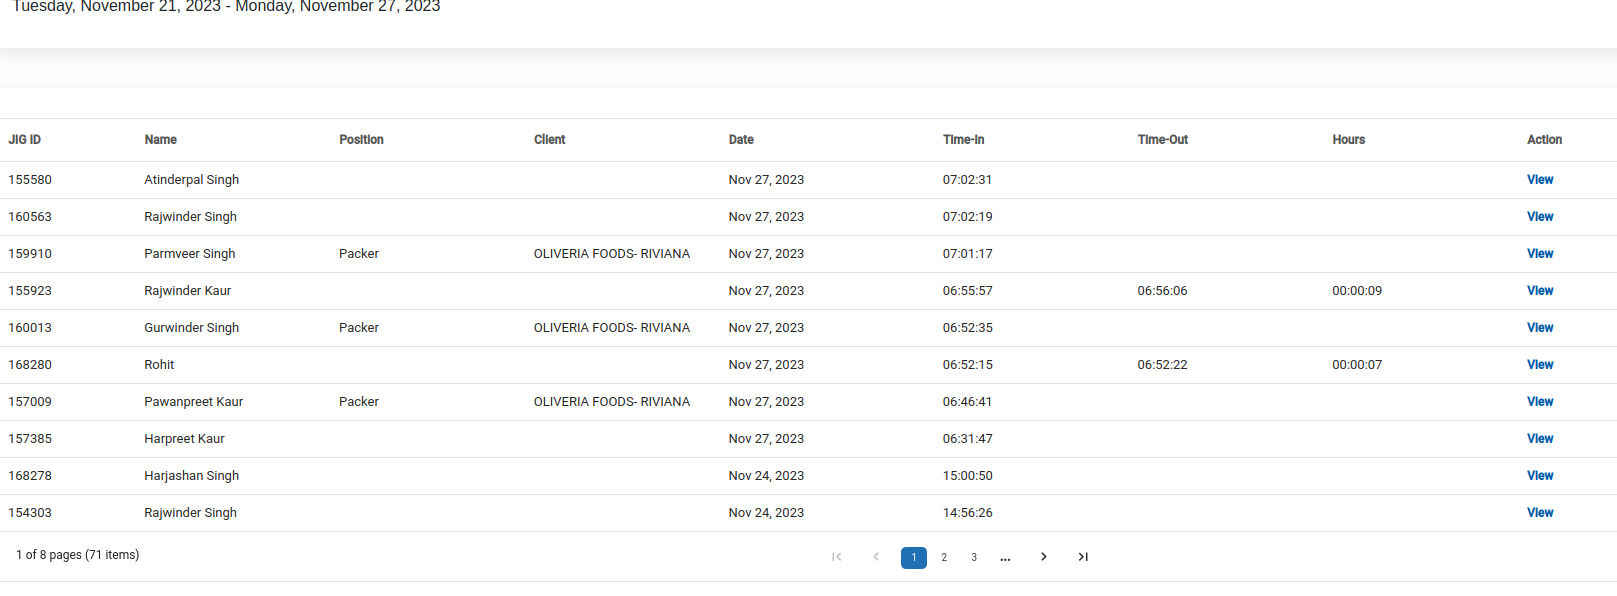 Tuesday, November 21, 2023 - Monday, November 27, 2023
JIG ID Name Position Client Date Time-In Time-Out Hours Action
155580 Atinderpal Singh Nov 27, 2023 07:02:31 View
160563 Rajwinder Singh Nov 27, 2023 07:02:19 View
159910 Parmveer Singh Packer OLIVERIA FOODS- RIVIANA Nov 27, 2023 07:01:17 View
155923 Rajwinder Kaur Nov 27, 2023 06:55:57 06:56:06 00:00:09 View
160013 Gurwinder Singh Packer OLIVERIA FOODS- RIVIANA Nov 27, 2023 06:52:35 View
168280 Rohit Nov 27, 2023 06:52:15 06:52:22 00:00:07 View
157009 Pawanpreet Kaur Packer OLIVERIA FOODS- RIVIANA Nov 27, 2023 06:46:41 View
157385 Harpreet Kaur Nov 27, 2023 06:31:47 View
168278 Harjashan Singh Nov 24, 2023 15:00:50 View
154303 Rajwinder Singh Nov 24, 2023 14:56:26 View
1 of 8 pages (71 items) 1 2 3 ...